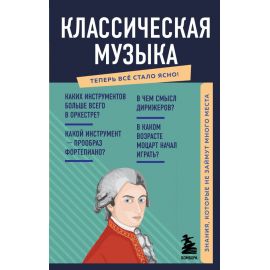 КЛАССИЧЕСКАЯ
МУЗЫКА
ТЕПЕРЬ ВСЁ СТАЛО ЯСНО!
КАКИХ ИНСТРУМЕНТОВ
БОЛЬШЕ ВСЕГО
В ОРКЕСТРЕ?
КАКОЙ ИНСТРУМЕНТ
— ПРООБРАЗ
ФОРТЕПИАНО?
В ЧЕМ СМЫСЛ
ДИРИЖЕРОВ?
В КАКОМ
ВОЗРАСТЕ
МОЦАРТ НАЧАЛ
ИГРАТЬ?
ЗНАНИЯ, КОТОРЫЕ НЕ ЗАЙМУТ МНОГО МЕСТА
БОМБОРА